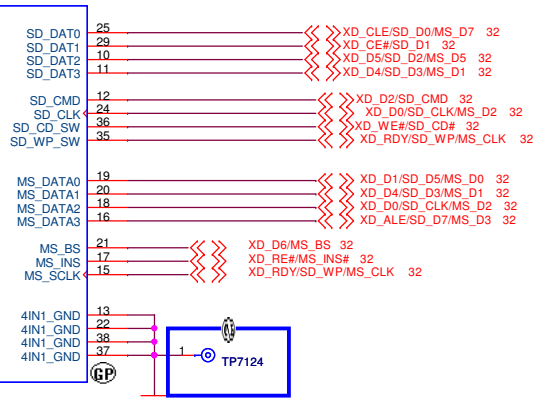 SD_DAT0 25 XD_CLE/SD_D0/MS_D7 32
SD_DAT1 29 XD_CE#/SD_D1 32
SD_DAT2 10 XD_D5/SD_D2/MS_D5 32
SD_DAT3 11 XD_D4/SD_D3/MS_D1 32
SD_CMD 12 XD_D2/SD_CMD 32
SD_CLK 24 XD_D0/SD_CLK/MS_D2 32
SD_CD_SW 36 XD_WE#/SD_CD# 32
SD_WP_SW 35 XD_RDY/SD_WP/MS_CLK 32
MS_DATA0 19 XD_D1/SD_D5/MS_D0 32
MS_DATA1 20 XD_D4/SD_D3/MS_D1 32
MS_DATA2 18 XD_D0/SD_CLK/MS_D2 32
MS_DATA3 16 XD_ALE/SD_D7/MS_D3 32
MS_BS 21 XD_D6/MS_BS 32
MS_INS 17 XD_RE#/MS_INS# 32
MS_SCLK 15 XD_RDY/SD_WP/MS_CLK 32
4IN1_GND 13
4IN1_GND 22
4IN1_GND 38
4IN1_GND 37 1 TP7124
GP